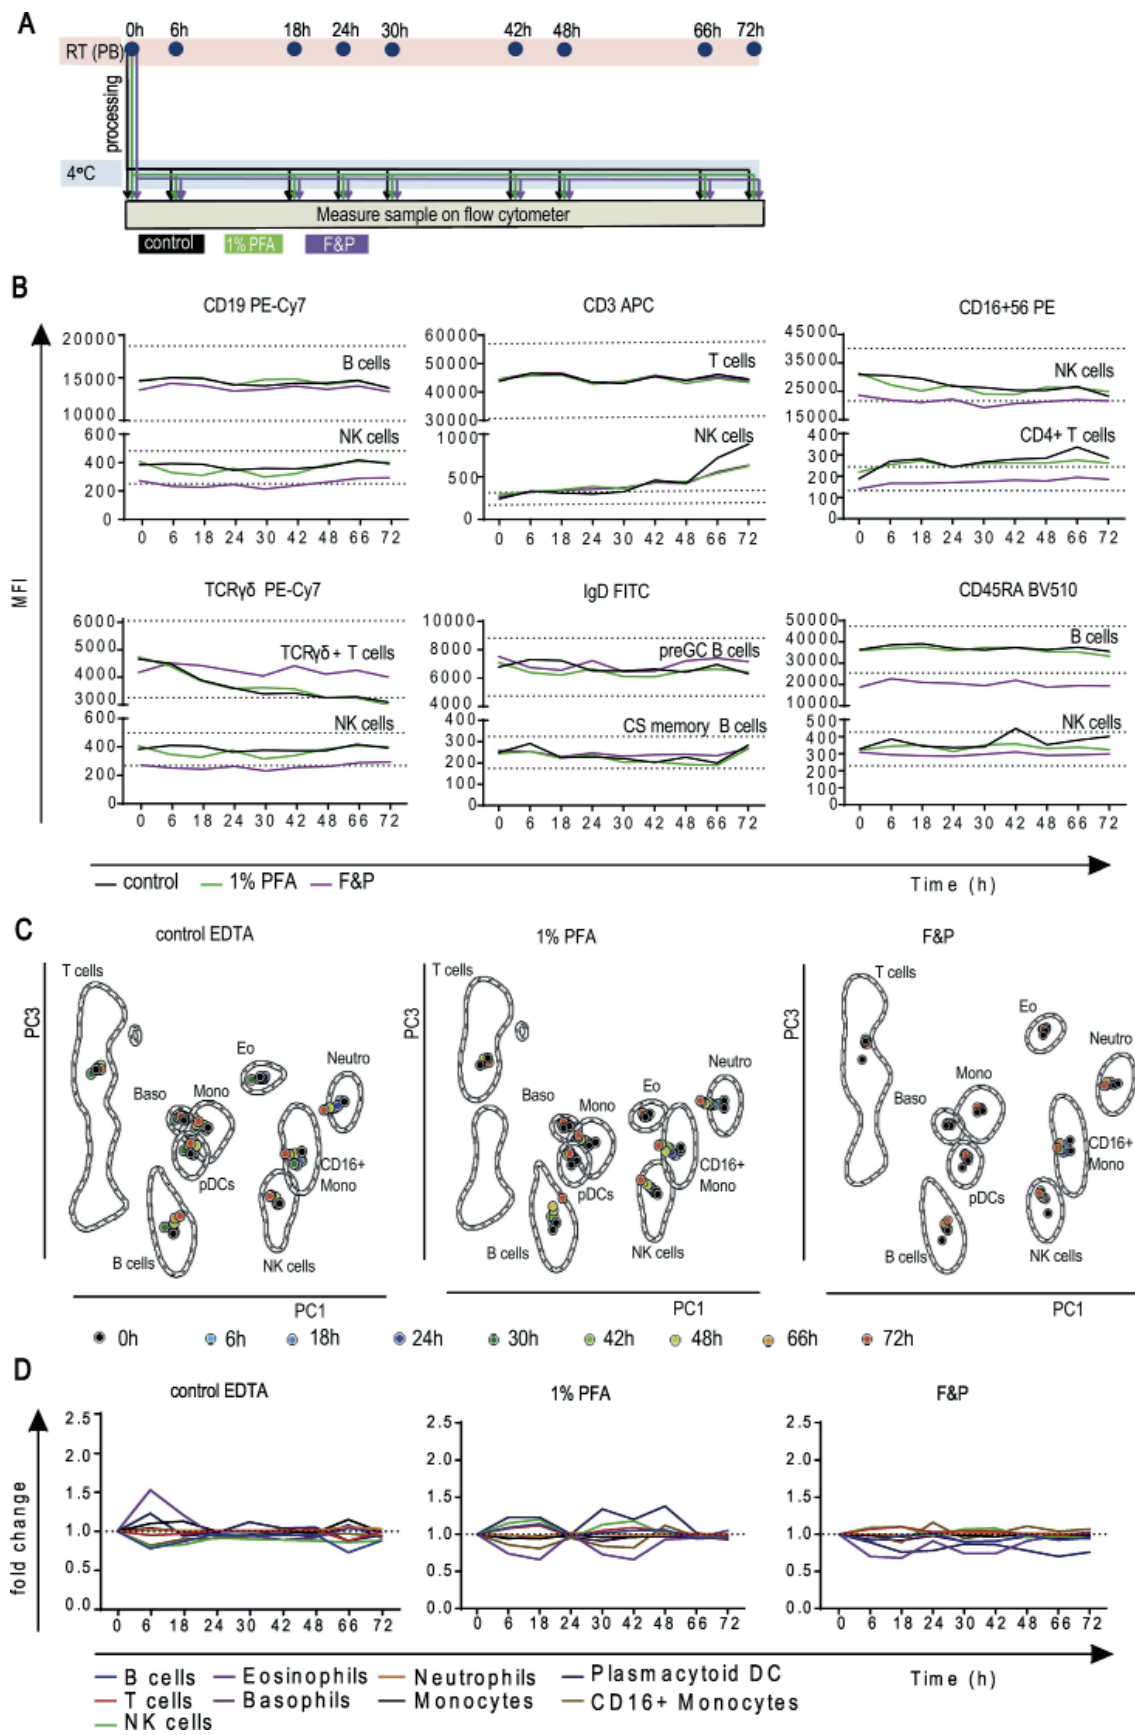 A
0h 6h 18h 24h 30h 42h 48h 66h 72h
RT (PB)
processing
4°C
Measure sample on flow cytometer
control 1% PFA F&P
B
MFI
CD19 PE-Cy7
20000
15000
10000
B cells
600
400
200
0
NK cells
0 6 18 24 30 42 48 66 72
CD3 APC
60000
50000
40000
30000
T cells
1000
500
0
NK cells
0 6 18 24 30 42 48 66 72
CD16+56 PE
45000
35000
25000
15000
NK cells
400
300
200
100
0
CD4+ T cells
0 6 18 24 30 42 48 66 72
TCRγδ PE-Cy7
6000
5000
4000
3000
TCRγδ+ T cells
600
400
200
0
NK cells
0 6 18 24 30 42 48 66 72
IgD FITC
10000
8000
6000
4000
preGC B cells
400
300
200
100
0
CS memory B cells
0 6 18 24 30 42 48 66 72
CD45RA BV510
50000
40000
30000
20000
10000
B cells
500
400
300
200
100
0
NK cells
0 6 18 24 30 42 48 66 72
control 1% PFA F&P
Time (h)
C
control EDTA
PC3
T cells
Eo
Neutro
Baso
Mono
CD16+
Mono
pDCs
B cells
NK cells
PC1
1% PFA
PC3
T cells
Eo
Neutro
Baso
Mono
CD16+
Mono
pDCs
B cells
NK cells
PC1
F&P
PC3
T cells
Eo
Neutro
Mono
Baso
CD16+
Mono
pDCs
B cells
NK cells
PC1
0h 6h 18h 24h 30h 42h 48h 66h 72h
D
fold change
control EDTA
2.5
2.0
1.5
1.0
0.5
0.0
0 6 18 24 30 42 48 66 72
1% PFA
2.5
2.0
1.5
1.0
0.5
0.0
0 6 18 24 30 42 48 66 72
F&P
2.5
2.0
1.5
1.0
0.5
0.0
0 6 18 24 30 42 48 66 72
Time (h)
B cells Eosinophils Neutrophils Plasmacytoid DC
T cells Basophils Monocytes CD16+ Monocytes
NK cells